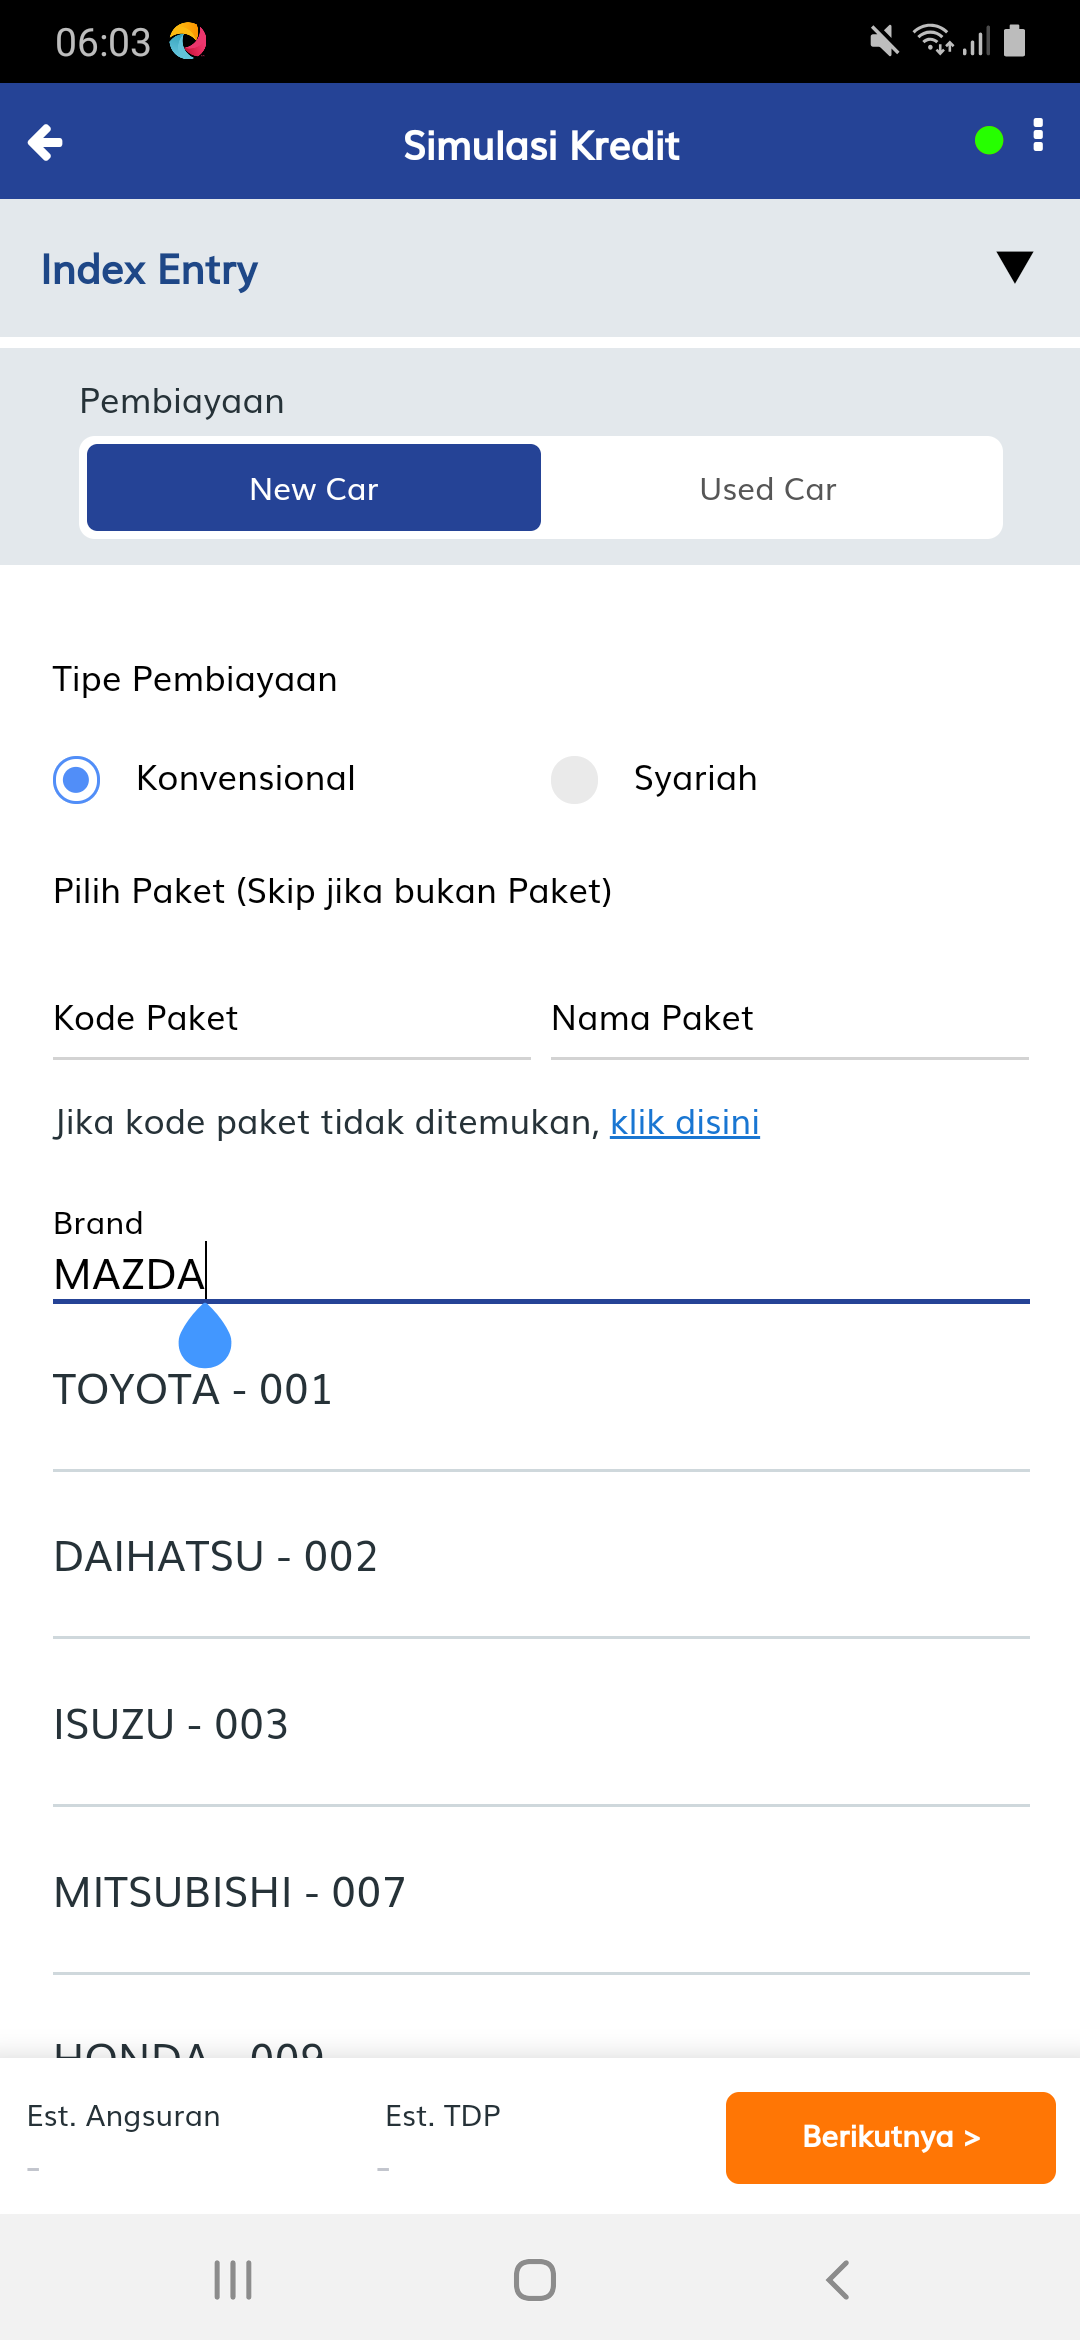 06:03
Simulasi Kredit
Index Entry
Pembiayaan
New Car Used Car
Tipe Pembiayaan
Konvensional Syariah
Pilih Paket (Skip jika bukan Paket)
Kode Paket Nama Paket
Jika kode paket tidak ditemukan, klik disini
Brand
MAZDA
TOYOTA - 001
DAIHATSU - 002
ISUZU - 003
MITSUBISHI - 007
HONDA - 009
Est. Angsuran Est. TDP
- -
Berikutnya >